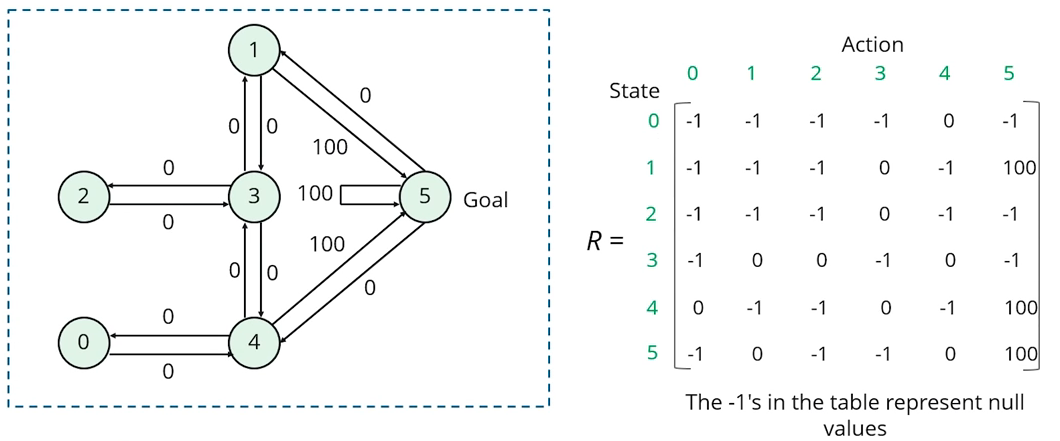 1
0
0
0
100
0
2
3
100
5
Goal
0
100
0
0
0
0
0
4
0
Action
0 1 2 3 4 5
State
0 -1 -1 -1 -1 0 -1
1 -1 -1 -1 0 -1 100
2 -1 -1 -1 0 -1 -1
R =
3 -1 0 0 -1 0 -1
4 0 -1 -1 0 -1 100
5 -1 0 -1 -1 0 100
The -1's in the table represent null
values